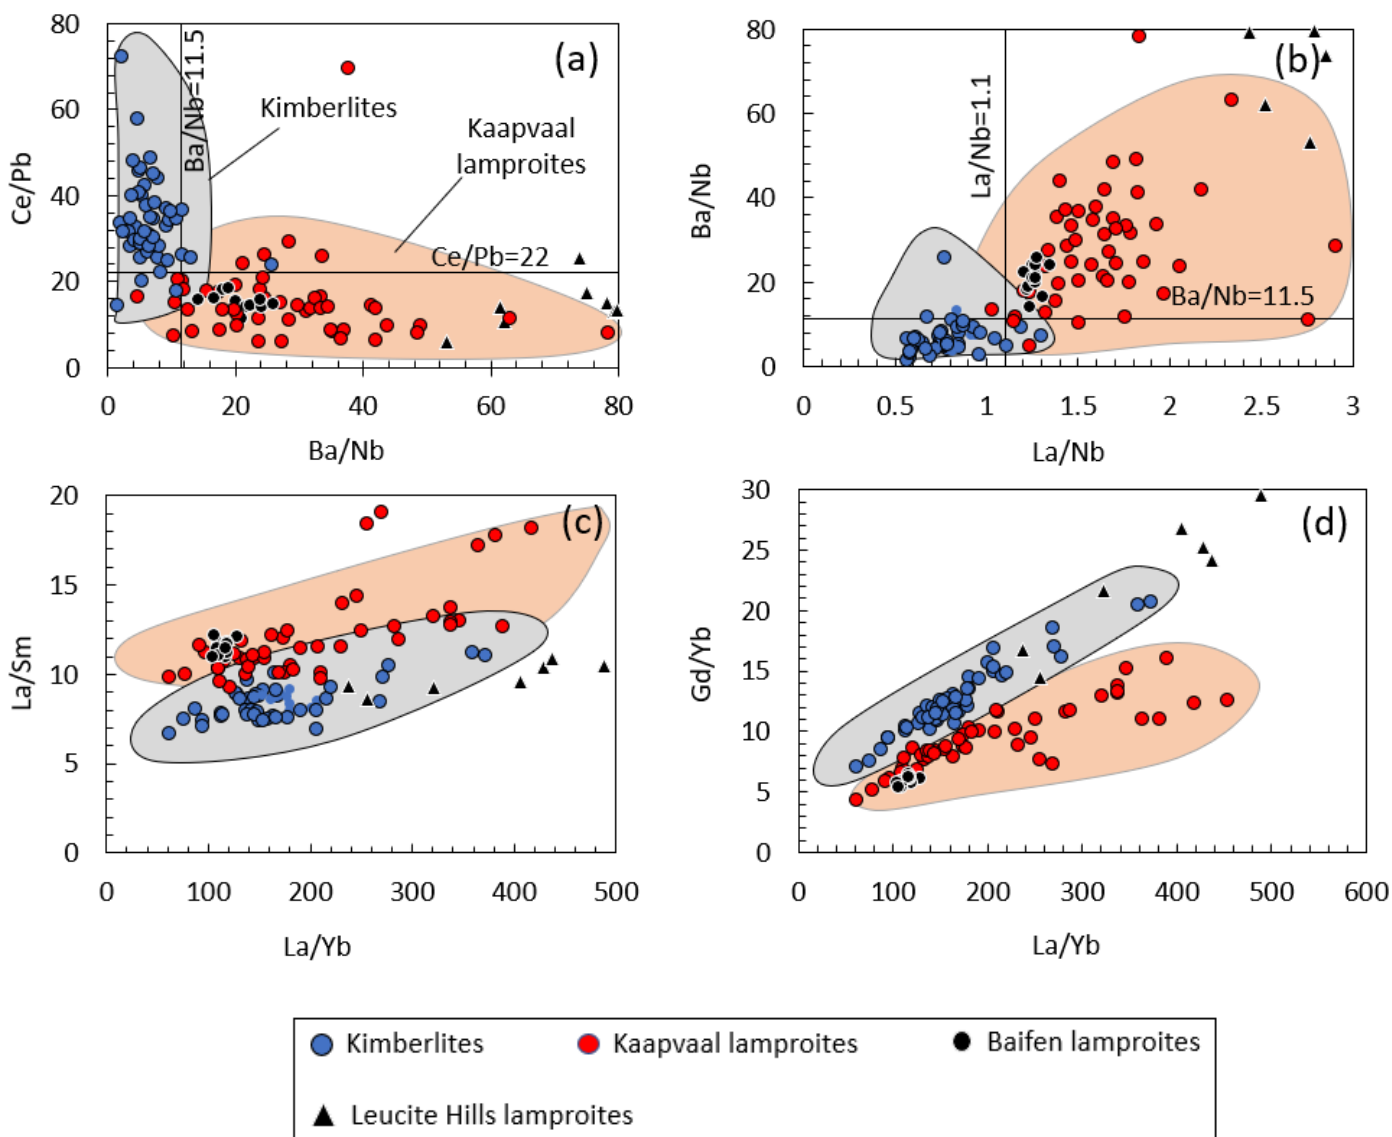 80
60
40
20
0
Ce/Pb
0
20
40
60
80
Ba/Nb
(a)
Ba/Nb=11.5
Kimberlites
Kaapvaal
lamproites
Ce/Pb=22
80
60
40
20
0
Ba/Nb
0
0.5
1
1.5
2
2.5
3
La/Nb
(b)
La/Nb=1.1
Ba/Nb=11.5
20
15
10
5
0
La/Sm
0
100
200
300
400
500
La/Yb
(c)
30
25
20
15
10
5
0
Gd/Yb
0
100
200
300
400
500
600
La/Yb
(d)
Kimberlites
Kaapvaal lamproites
Baifen lamproites
Leucite Hills lamproites